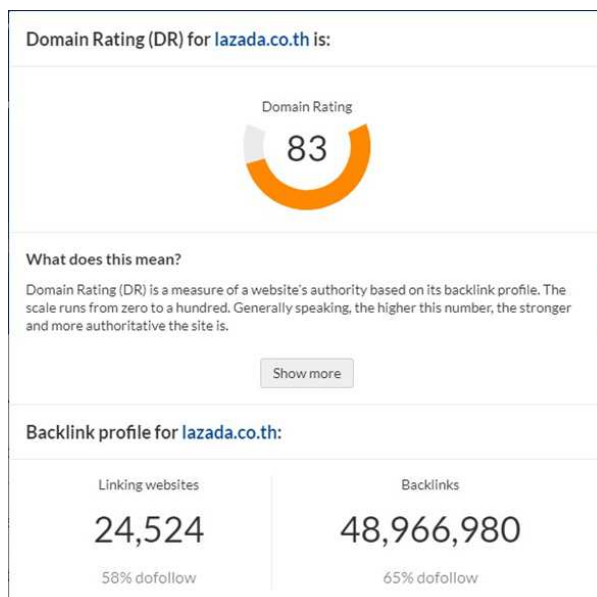 Domain Rating (DR) for lazada.co.th is:
Domain Rating
83
What does this mean?
Domain Rating (DR) is a measure of a website's authority based on its backlink profile. The
scale runs from zero to a hundred. Generally speaking, the higher this number, the stronger
and more authoritative the site is.
Show more
Backlink profile for lazada.co.th:
Linking websites
24,524
58% dofollow
Backlinks
48,966,980
65% dofollow